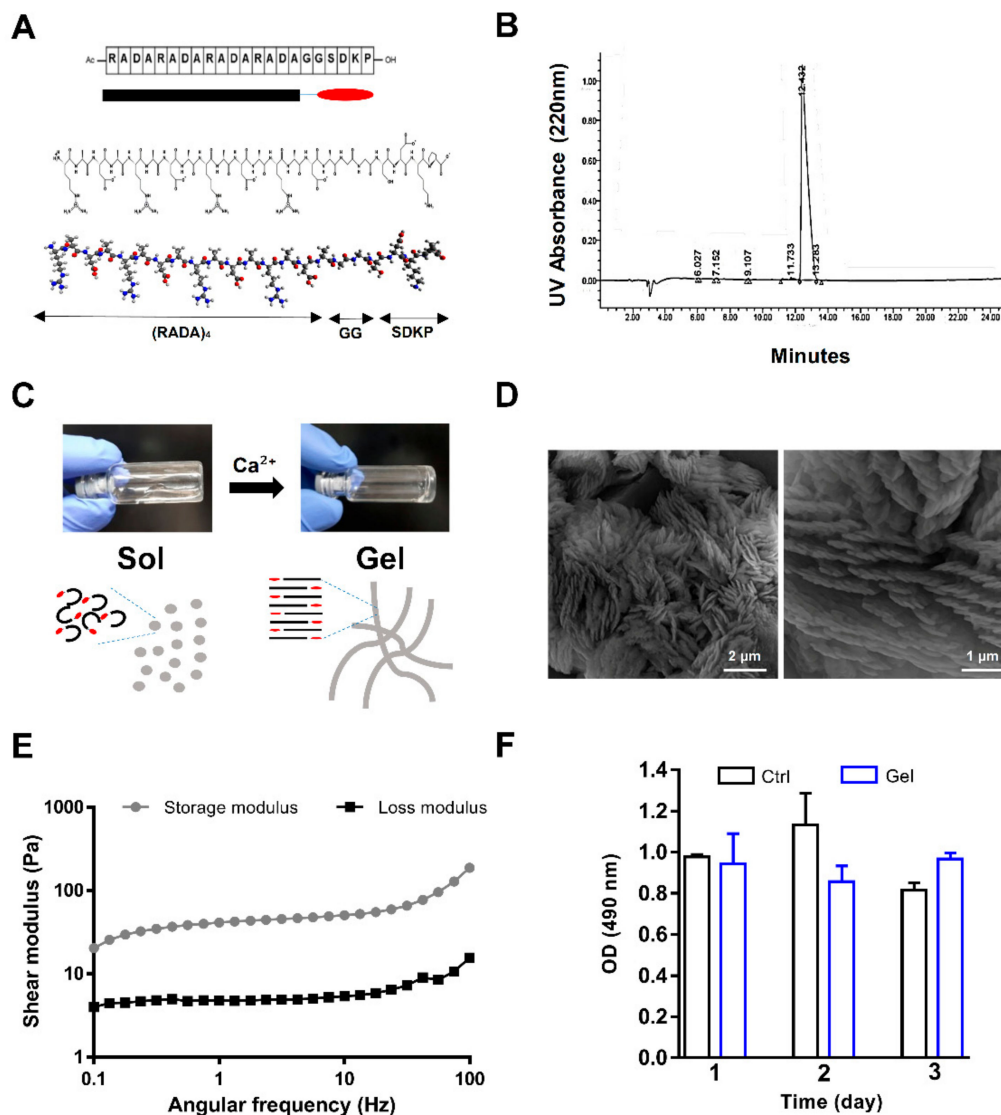 A
Ac
R A D A R A D A R A D A R A D A G G S D K P
OH
(RADA)₄
GG
SDKP
B
UV Absorbance (220nm)
1.00
0.80
0.60
0.40
0.20
0.00
6.027
7.152
9.107
11.733
12.432
13.283
2.00 4.00 6.00 8.00 10.00 12.00 14.00 16.00 18.00 20.00 22.00 24.00
Minutes
C
Ca²⁺
Sol
Gel
D
2 µm
1 µm
E
Storage modulus
Loss modulus
Shear modulus (Pa)
1000
100
10
1
0.1 1 10 100
Angular frequency (Hz)
F
Ctrl
Gel
OD (490 nm)
1.4
1.2
1.0
0.8
0.6
0.4
0.2
0.0
1 2 3
Time (day)